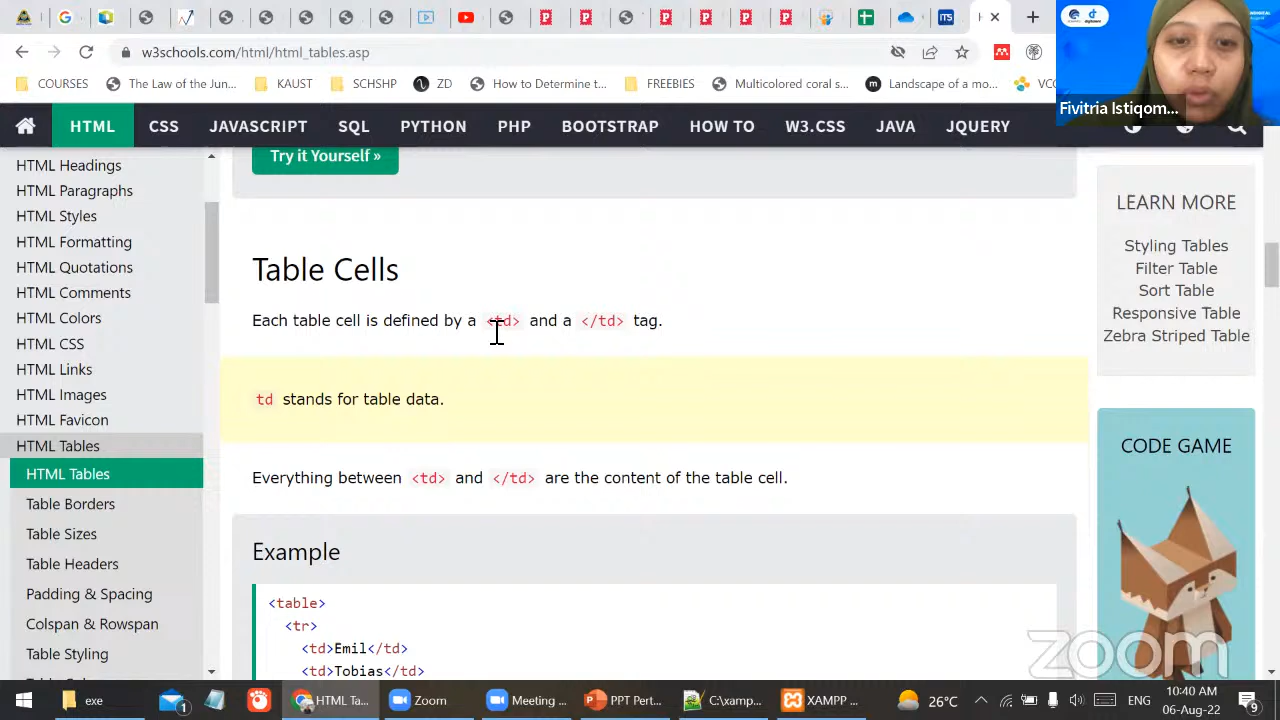 w3schools.com/html/html_tables.asp
COURSES
The Law of the Jun...
KAUST
SCHSHP
ZD
How to Determine t...
FREEBIES
Multicolored coral s...
Landscape of a mo...
Fivitria Istiqom...
HTML
CSS
JAVASCRIPT
SQL
PYTHON
PHP
BOOTSTRAP
HOW TO
W3.CSS
JAVA
JQUERY
HTML Headings
HTML Paragraphs
HTML Styles
HTML Formatting
HTML Quotations
HTML Comments
HTML Colors
HTML CSS
HTML Links
HTML Images
HTML Favicon
HTML Tables
HTML Tables
Table Borders
Table Sizes
Table Headers
Padding & Spacing
Colspan & Rowspan
Table Styling
Try it Yourself »
Table Cells
Each table cell is defined by a <td> and a </td> tag.
td stands for table data.
Everything between <td> and </td> are the content of the table cell.
Example
<table>
<tr>
<td>Emil</td>
<td>Tobias</td>
LEARN MORE
Styling Tables
Filter Table
Sort Table
Responsive Table
Zebra Striped Table
CODE GAME
zoom
exe
1
HTML Ta...
Zoom
Meeting ...
PPT Pert...
C:\xamp...
XAMPP ...
26°C
ENG
10:40 AM
06-Aug-22
9